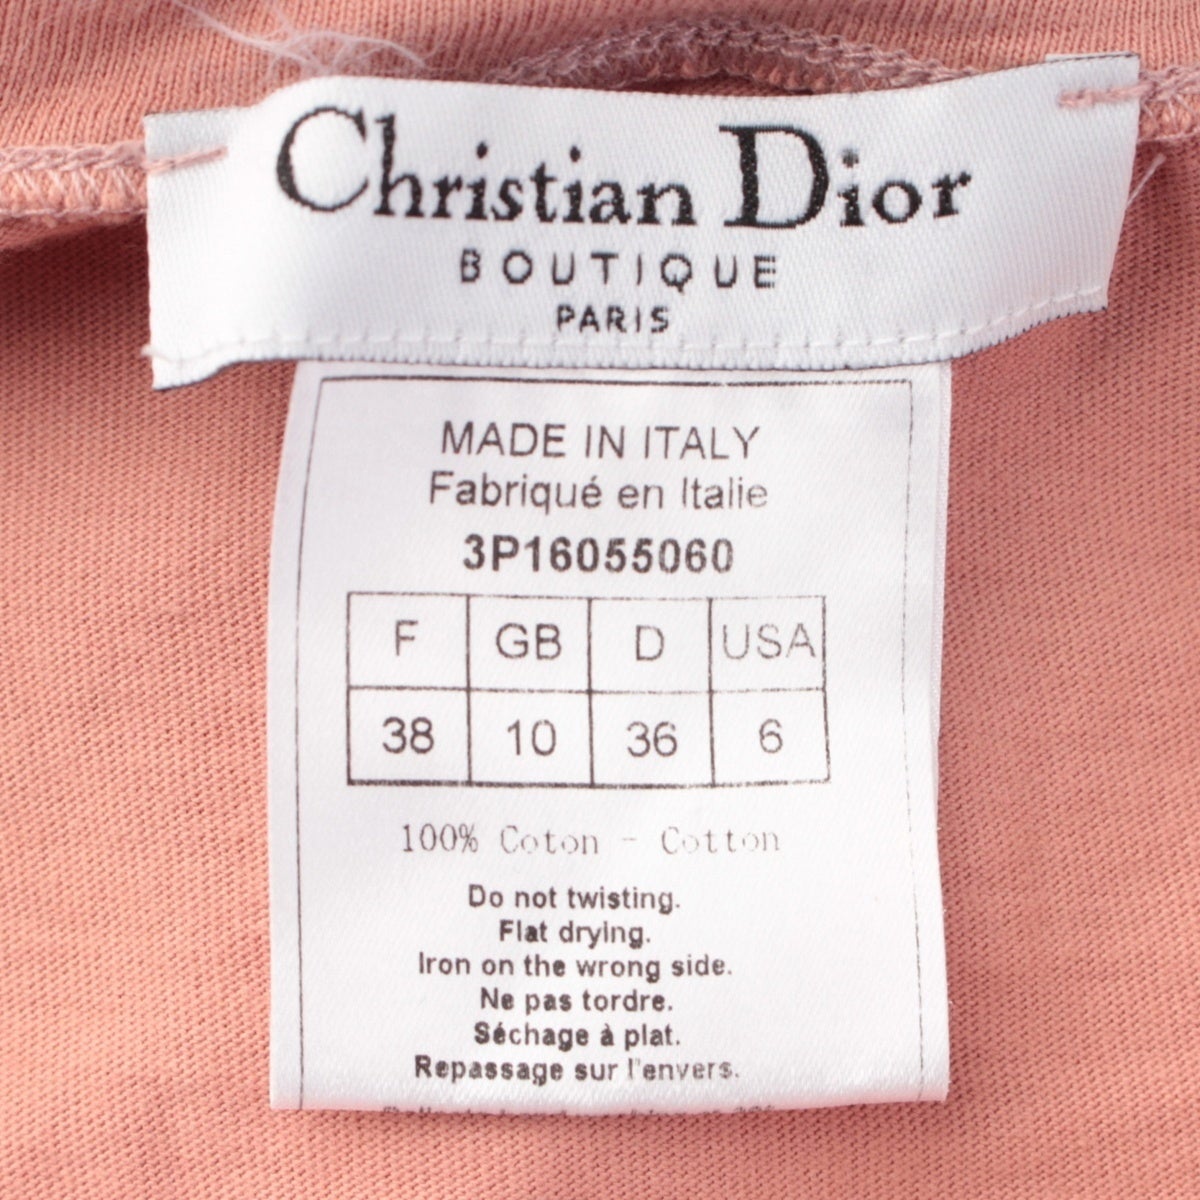 Christian Dior
BOUTIQUE
PARIS
MADE IN ITALY
Fabriqué en Italie
3P16055060
F GB D USA
38 10 36 6
100% Coton - Cotton
Do not twisting.
Flat drying.
Iron on the wrong side.
Ne pas tordre.
Séchage à plat.
Repassage sur l'envers.